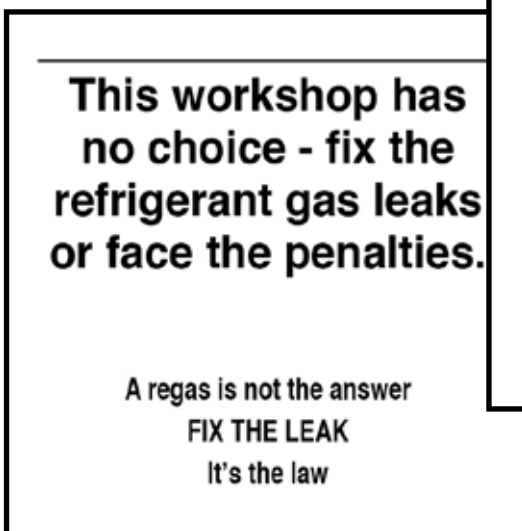 This workshop has
no choice - fix the
refrigerant gas leaks
or face the penalties.
A regas is not the answer
FIX THE LEAK
It's the law